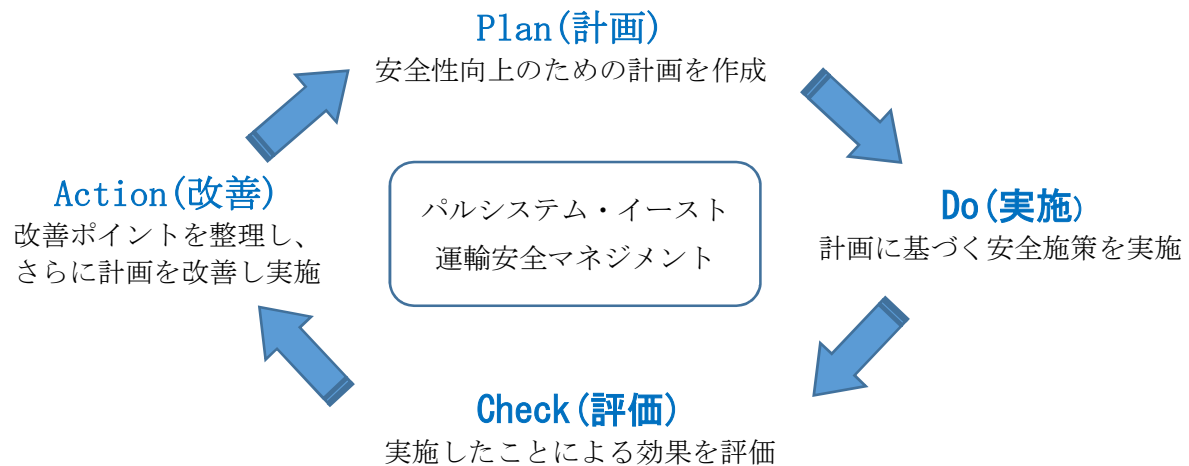 Plan(計画)
安全性向上のための計画を作成
Do(実施)
計画に基づく安全施策を実施
Check(評価)
実施したことによる効果を評価
Action(改善)
改善ポイントを整理し、
さらに計画を改善し実施
パルシステム・イースト
運輸安全マネジメント